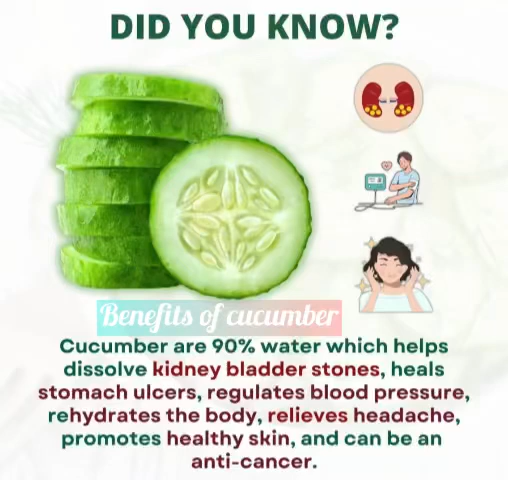 DID YOU KNOW?
Benefits of cucumber
Cucumber are 90% water which helps
dissolve kidney bladder stones, heals
stomach ulcers, regulates blood pressure,
rehydrates the body, relieves headache,
promotes healthy skin, and can be an
anti-cancer.